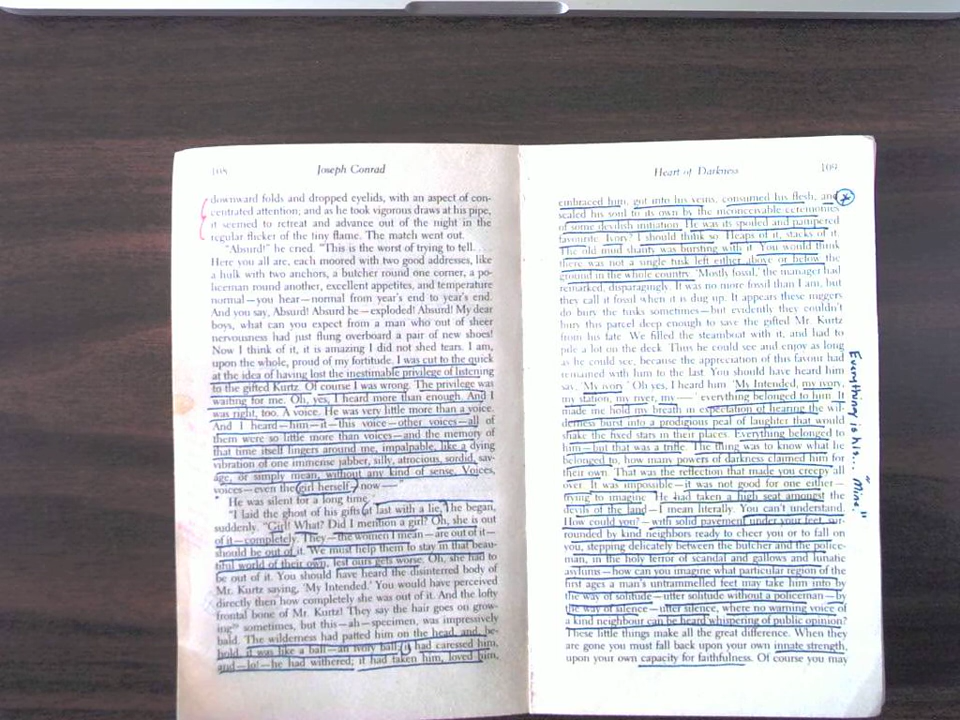 108
Joseph Conrad
downward folds and dropped eyelids, with an aspect of con-
centrated attention; and as he took vigorous draws at his pipe,
it seemed to retreat and advance out of the night in the
regular flicker of the tiny flame. The match went out.
"Absurd!" he cried. "This is the worst of trying to tell. . . .
Here you all are, each moored with two good addresses, like
a hulk with two anchors, a butcher round one corner, a po-
liceman round another, excellent appetites, and temperature
normal—you hear—normal from year's end to year's end.
And you say, Absurd! Absurd be—exploded! Absurd! My dear
boys, what can you expect from a man who out of sheer
nervousness had just flung overboard a pair of new shoes!
Now I think of it, it is amazing I did not shed tears. I am,
upon the whole, proud of my fortitude. I was cut to the quick
at the idea of having lost the inestimable privilege of listening
to the gifted Kurtz. Of course I was wrong. The privilege was
waiting for me. Oh, yes, I heard more than enough. And I
was right, too. A voice. He was very little more than a voice.
And I heard—him—it—this voice—other voices—all of
them were so little more than voices—and the memory of
that time itself lingers around me, impalpable, like a dying
vibration of one immense jabber, silly, atrocious, sordid, sav-
age, or simply mean, without any kind of sense. Voices,
voices—even the girl herself—now—"
He was silent for a long time.
"I laid the ghost of his gifts at last with a lie," he began,
suddenly. "Girl! What? Did I mention a girl? Oh, she is out
of it—completely. They—the women I mean—are out of it—
should be out of it. We must help them to stay in that beau-
tiful world of their own, lest ours gets worse. Oh, she had to
be out of it. You should have heard the disinterred body of
Mr. Kurtz saying, 'My Intended.' You would have perceived
directly then how completely she was out of it. And the lofty
frontal bone of Mr. Kurtz! They say the hair goes on grow-
ing sometimes, but this—ah—specimen, was impressively
bald. The wilderness had patted him on the head, and, be-
hold, it was like a ball—an ivory ball; it had caressed him,
and—lo!—he had withered; it had taken him, loved him,
Heart of Darkness
109
embraced him, got into his veins, consumed his flesh, and
sealed his soul to its own by the inconceivable ceremonies
of some devilish initiation. He was its spoiled and pampered
favourite. Ivory? I should think so. Heaps of it, stacks of it.
The old mud shanty was bursting with it. You would think
there was not a single tusk left either above or below the
ground in the whole country. 'Mostly fossil,' the manager had
remarked, disparagingly. It was no more fossil than I am; but
they call it fossil when it is dug up. It appears these niggers
do bury the tusks sometimes—but evidently they couldn't
bury this parcel deep enough to save the gifted Mr. Kurtz
from his fate. We filled the steamboat with it, and had to
pile a lot on the deck. Thus he could see and enjoy as long
as he could see, because the appreciation of this favour had
remained with him to the last. You should have heard him
say, 'My ivory.' Oh yes, I heard him. 'My Intended, my ivory,
my station, my river, my—' everything belonged to him. It
made me hold my breath in expectation of hearing the wil-
derness burst into a prodigious peal of laughter that would
shake the fixed stars in their places. Everything belonged to
him—but that was a trifle. The thing was to know what he
belonged to, how many powers of darkness claimed him for
their own. That was the reflection that made you creepy all
over. It was impossible—it was not good for one either—
trying to imagine. He had taken a high seat amongst the
devils of the land—I mean literally. You can't understand.
How could you?—with solid pavement under your feet, sur-
rounded by kind neighbors ready to cheer you or to fall on
you, stepping delicately between the butcher and the police-
man, in the holy terror of scandal and gallows and lunatic
asylums—how can you imagine what particular region of the
first ages a man's untrammelled feet may take him into by
the way of solitude—utter solitude without a policeman—by
the way of silence—utter silence, where no warning voice of
a kind neighbour can be heard whispering of public opinion?
These little things make all the great difference. When they
are gone you must fall back upon your own innate strength,
upon your own capacity for faithfulness. Of course you may
Everything is his... "Mine."